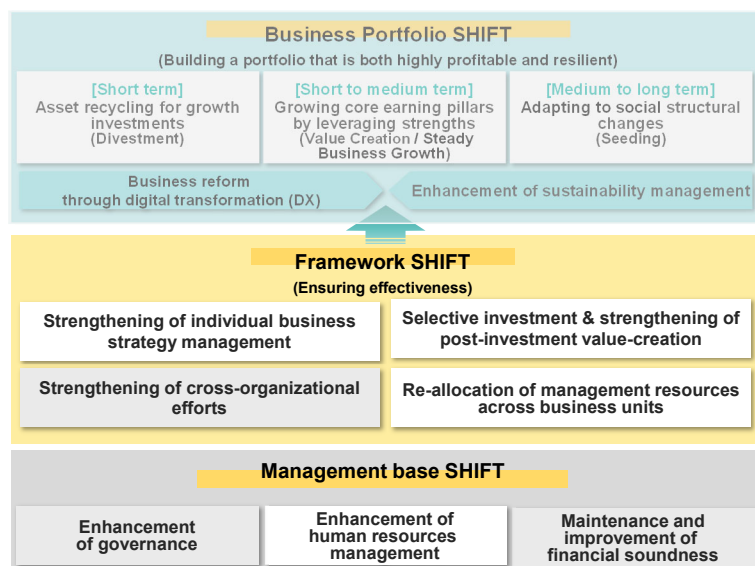 Business Portfolio SHIFT
(Building a portfolio that is both highly profitable and resilient)
[Short term]
Asset recycling for growth
investments
(Divestment)
[Short to medium term]
Growing core earning pillars
by leveraging strengths
(Value Creation / Steady
Business Growth)
[Medium to long term]
Adapting to social structural
changes
(Seeding)
Business reform
through digital transformation (DX)
Enhancement of sustainability management
Framework SHIFT
(Ensuring effectiveness)
Strengthening of individual business
strategy management
Selective investment & strengthening of
post-investment value-creation
Strengthening of cross-organizational
efforts
Re-allocation of management resources
across business units
Management base SHIFT
Enhancement
of governance
Enhancement of
human resources
management
Maintenance and
improvement of
financial soundness